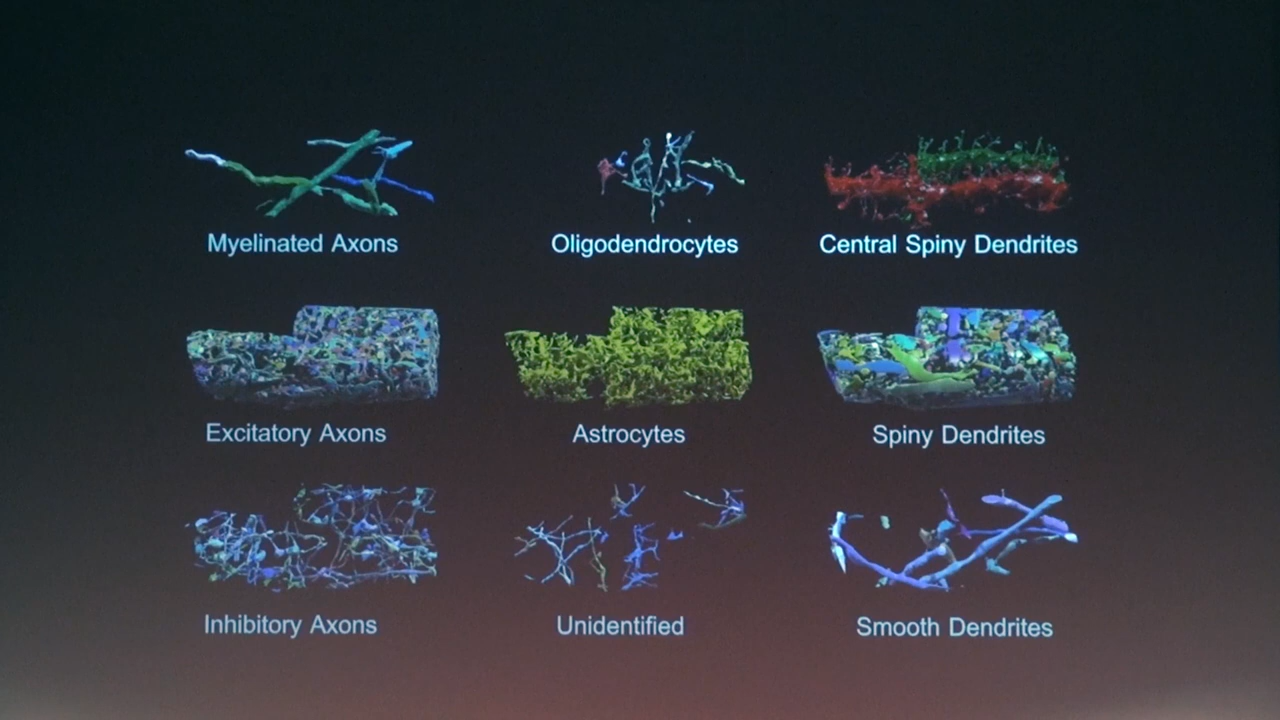 Myelinated Axons
Oligodendrocytes
Central Spiny Dendrites
Excitatory Axons
Astrocytes
Spiny Dendrites
Inhibitory Axons
Unidentified
Smooth Dendrites